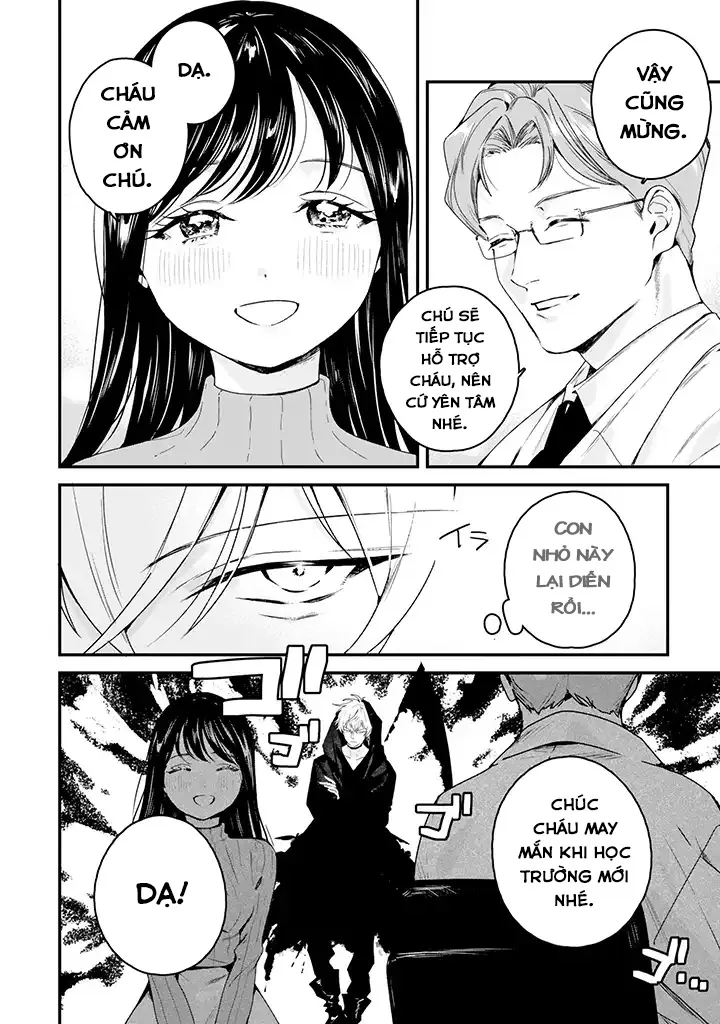 VẬY
CŨNG
MỪNG.
CHÚ SẼ
TIẾP TỤC
HỖ TRỢ
CHÁU, NÊN
CỨ YÊN TÂM
NHÉ.
DẠ.
CHÁU
CẢM
ƠN
CHÚ.
CON
NHỎ NÀY
LẠI DIỄN
RỒI...
イラ
ゴゴ
ゴゴ
CHÚC
CHÁU MAY
MẮN KHI HỌC
TRƯỜNG MỚI
NHÉ.
DẠ!